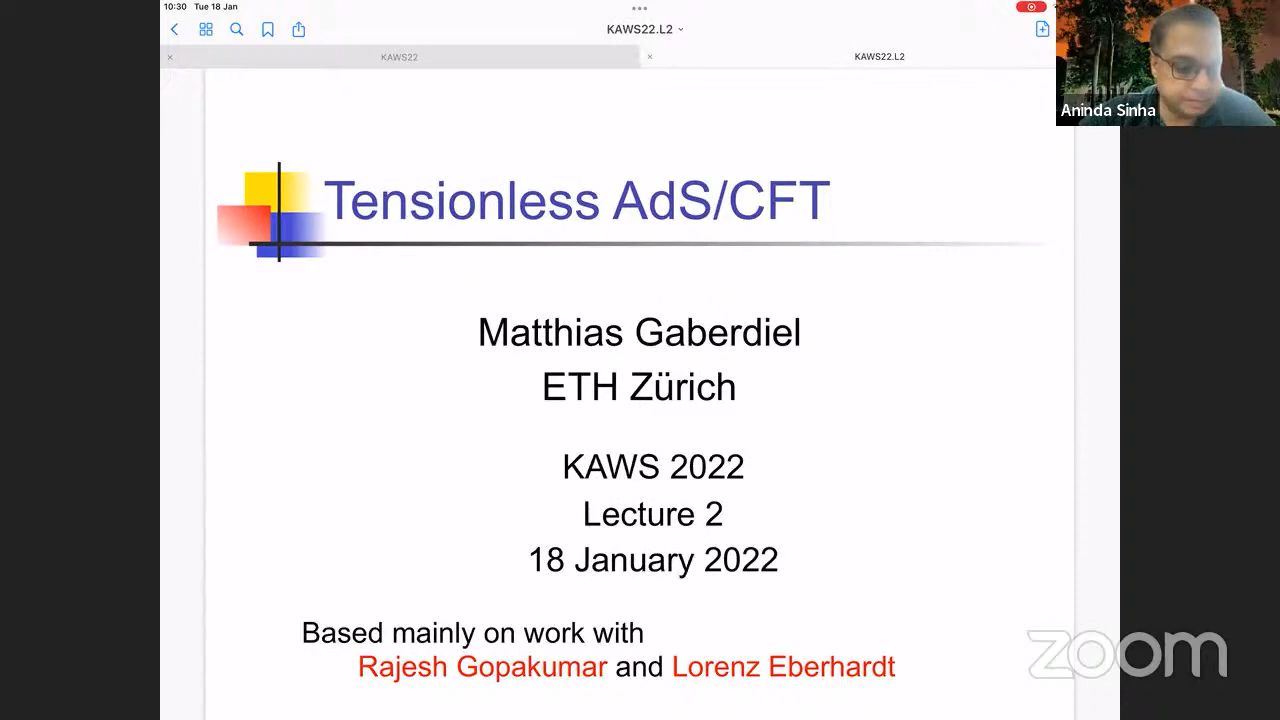 10:30 Tue 18 Jan
KAWS22.L2
KAWS22
KAWS22.L2
Aninda Sinha
Tensionless AdS/CFT
Matthias Gaberdiel
ETH Zürich
KAWS 2022
Lecture 2
18 January 2022
Based mainly on work with
Rajesh Gopakumar and Lorenz Eberhardt
zoom